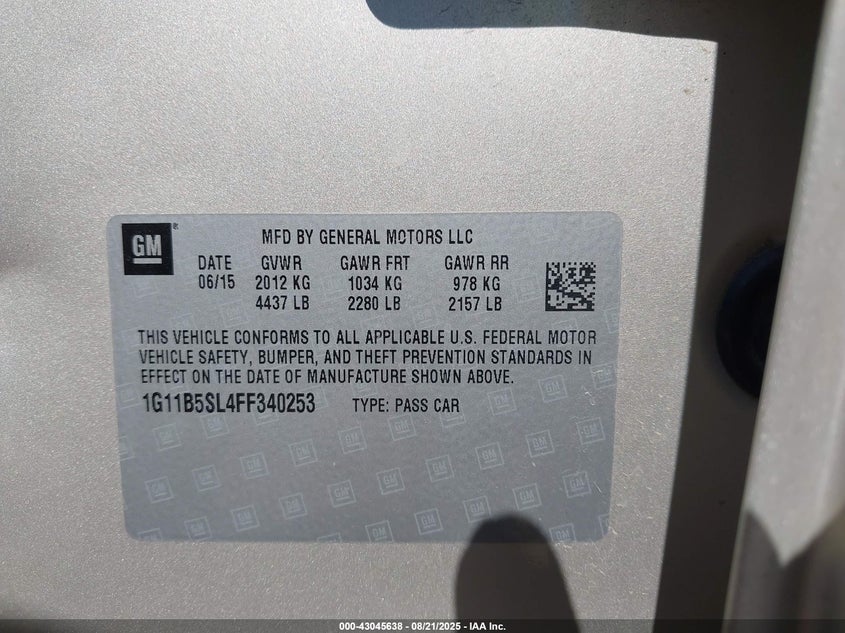 GM®
MFD BY GENERAL MOTORS LLC
DATE GVWR GAWR FRT GAWR RR
06/15 2012 KG 1034 KG 978 KG
4437 LB 2280 LB 2157 LB
THIS VEHICLE CONFORMS TO ALL APPLICABLE U.S. FEDERAL MOTOR
VEHICLE SAFETY, BUMPER, AND THEFT PREVENTION STANDARDS IN
EFFECT ON THE DATE OF MANUFACTURE SHOWN ABOVE.
1G11B5SL4FF340253 TYPE: PASS CAR
000-43045638 - 08/21/2025 - IAA Inc.